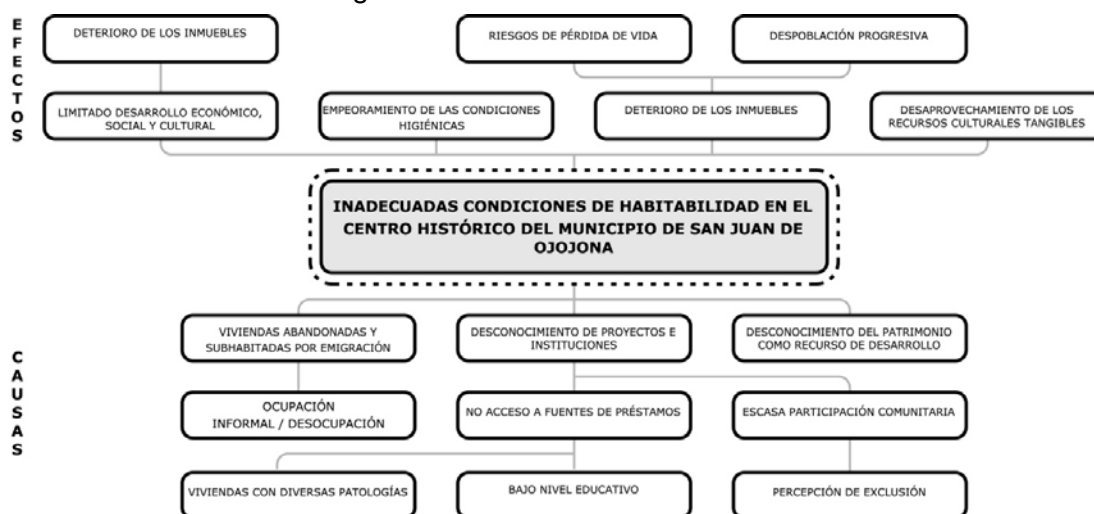 EFECTOS
DETERIORO DE LOS INMUEBLES
RIESGOS DE PÉRDIDA DE VIDA
DESPOBLACIÓN PROGRESIVA
LIMITADO DESARROLLO ECONÓMICO,
SOCIAL Y CULTURAL
EMPEORAMIENTO DE LAS CONDICIONES
HIGIÉNICAS
DETERIORO DE LOS INMUEBLES
DESAPROVECHAMIENTO DE LOS
RECURSOS CULTURALES TANGIBLES
INADECUADAS CONDICIONES DE HABITABILIDAD EN EL
CENTRO HISTÓRICO DEL MUNICIPIO DE SAN JUAN DE
OJOJONA
CAUSAS
VIVIENDAS ABANDONADAS Y
SUBHABITADAS POR EMIGRACIÓN
DESCONOCIMIENTO DE PROYECTOS E
INSTITUCIONES
DESCONOCIMIENTO DEL PATRIMONIO
COMO RECURSO DE DESARROLLO
OCUPACIÓN
INFORMAL / DESOCUPACIÓN
NO ACCESO A FUENTES DE PRÉSTAMOS
ESCASA PARTICIPACIÓN COMUNITARIA
VIVIENDAS CON DIVERSAS PATOLOGÍAS
BAJO NIVEL EDUCATIVO
PERCEPCIÓN DE EXCLUSIÓN